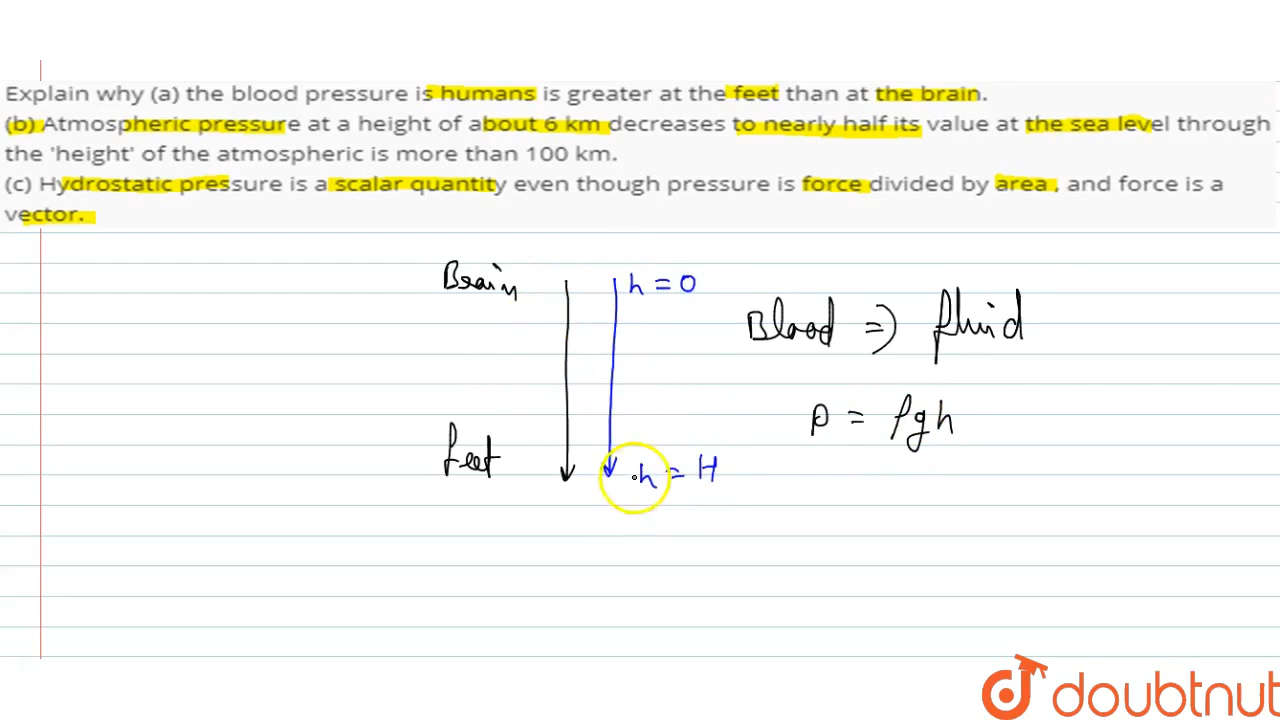 Explain why (a) the blood pressure is humans is greater at the feet than at the brain.
(b) Atmospheric pressure at a height of about 6 km decreases to nearly half its value at the sea level through
the 'height' of the atmospheric is more than 100 km.
(c) Hydrostatic pressure is a scalar quantity even though pressure is force divided by area , and force is a
vector.
Brain
h = 0
Blood ⇒ fluid
P = ρgh
feet
h = H
doubtnut